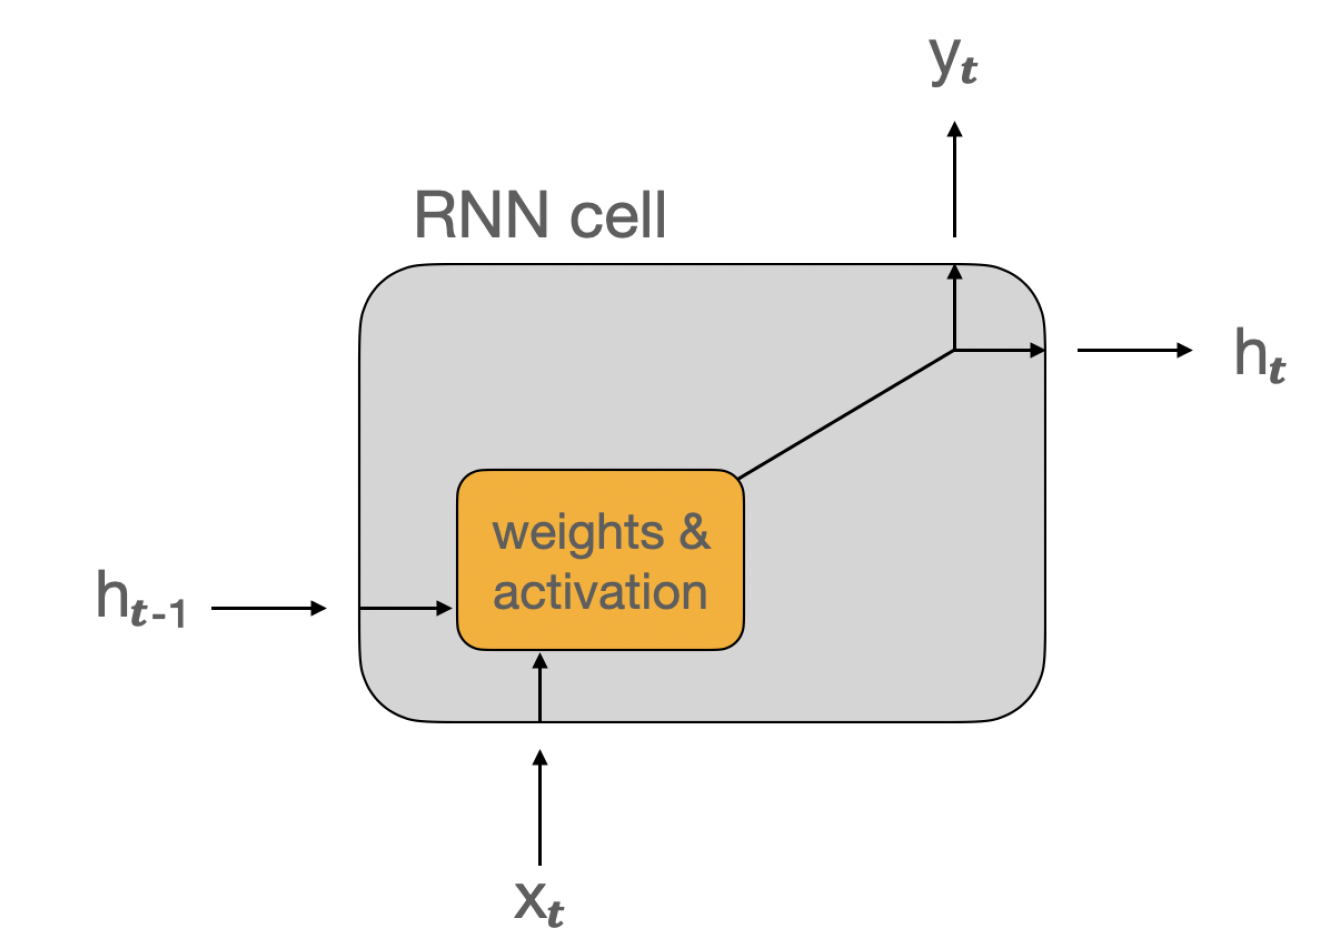 y𝒕
RNN cell
h𝒕
weights &
activation
h𝒕-1
x𝒕